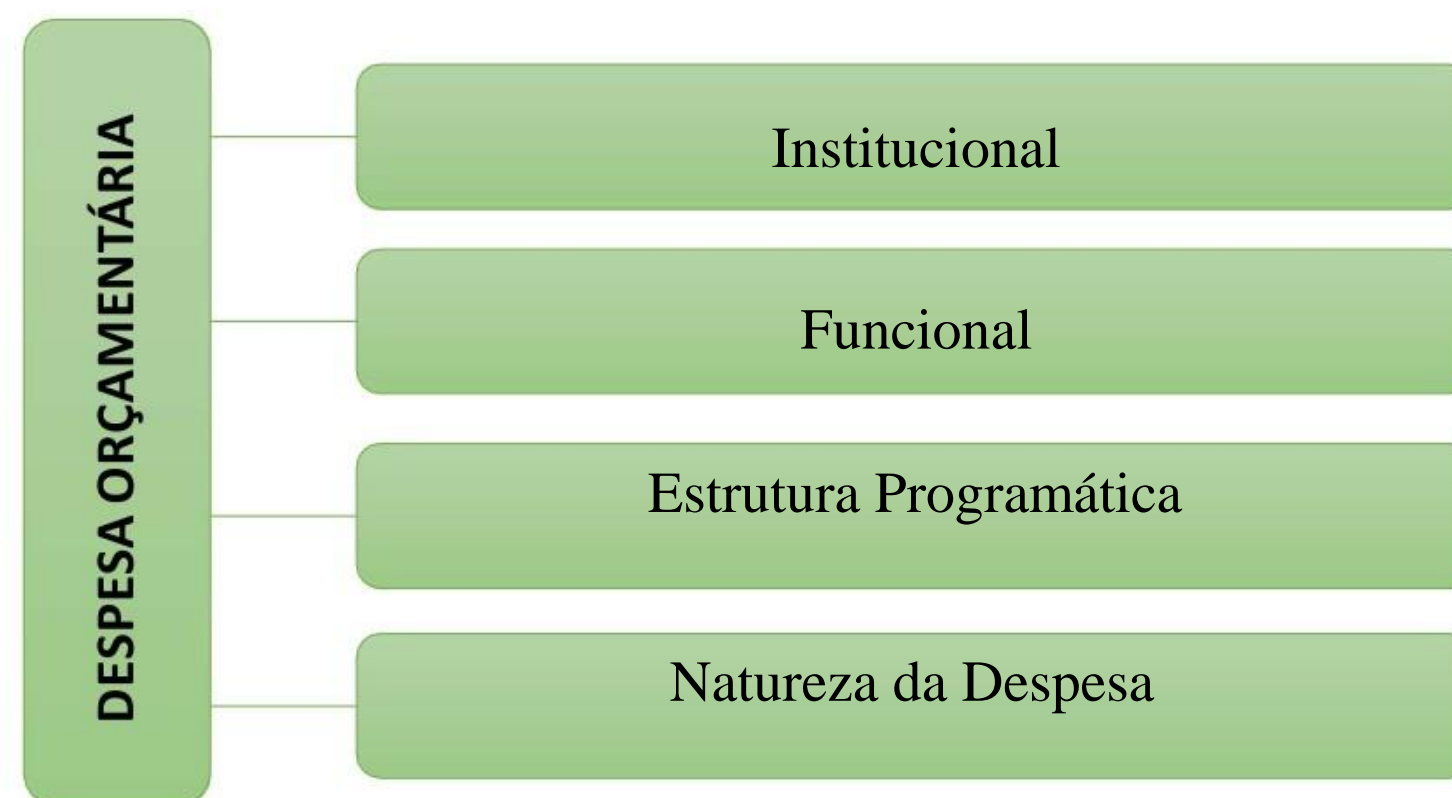 DESPESA ORÇAMENTÁRIA
Institucional
Funcional
Estrutura Programática
Natureza da Despesa